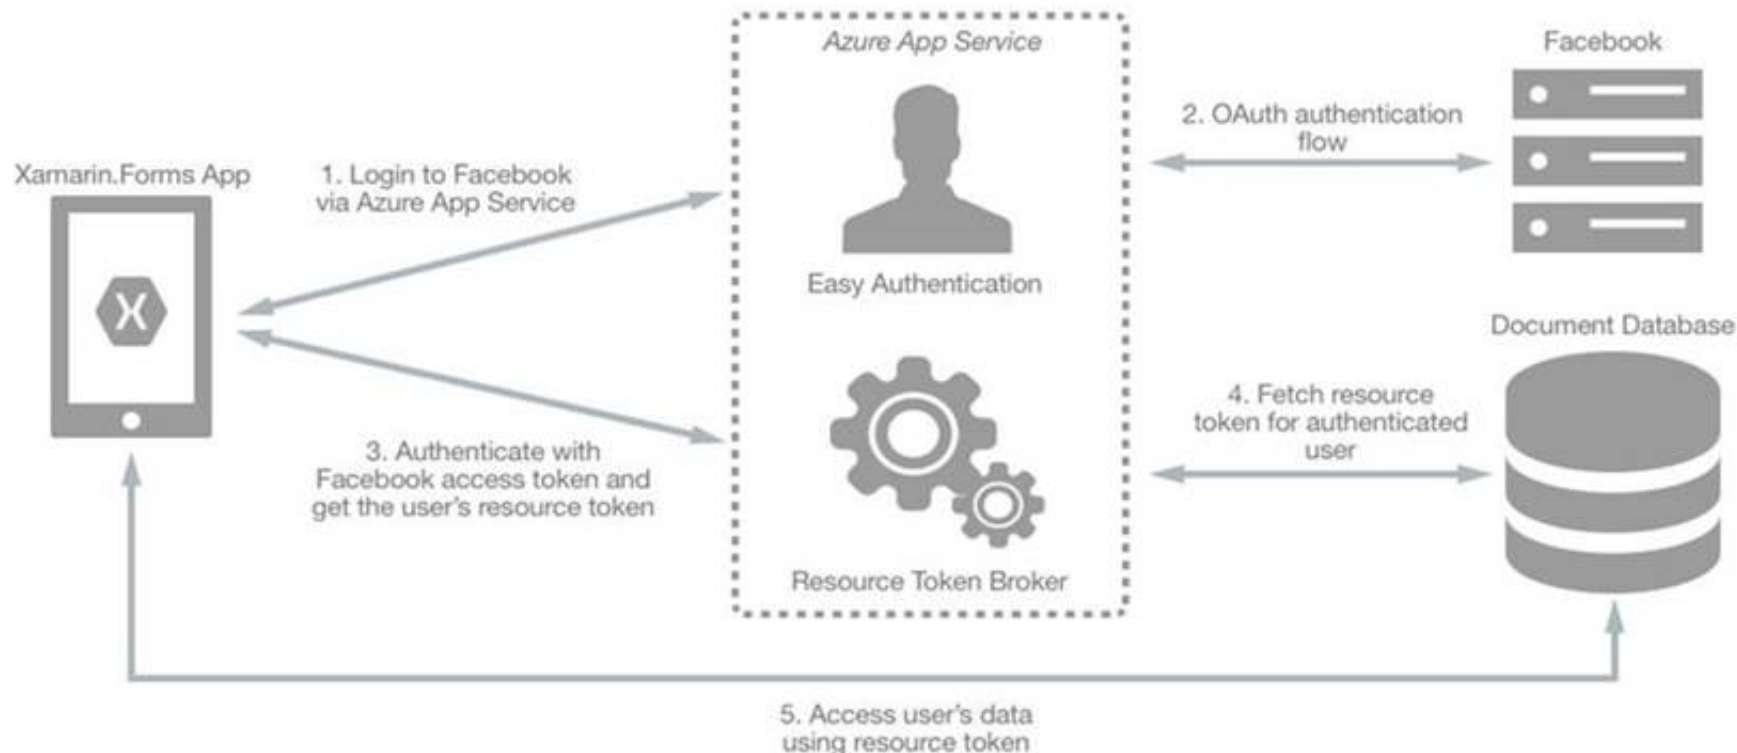 Azure App Service
Facebook
2. OAuth authentication
flow
Xamarin.Forms App
1. Login to Facebook
via Azure App Service
X
Easy Authentication
Document Database
4. Fetch resource
token for authenticated
user
3. Authenticate with
Facebook access token and
get the user's resource token
Resource Token Broker
5. Access user's data
using resource token